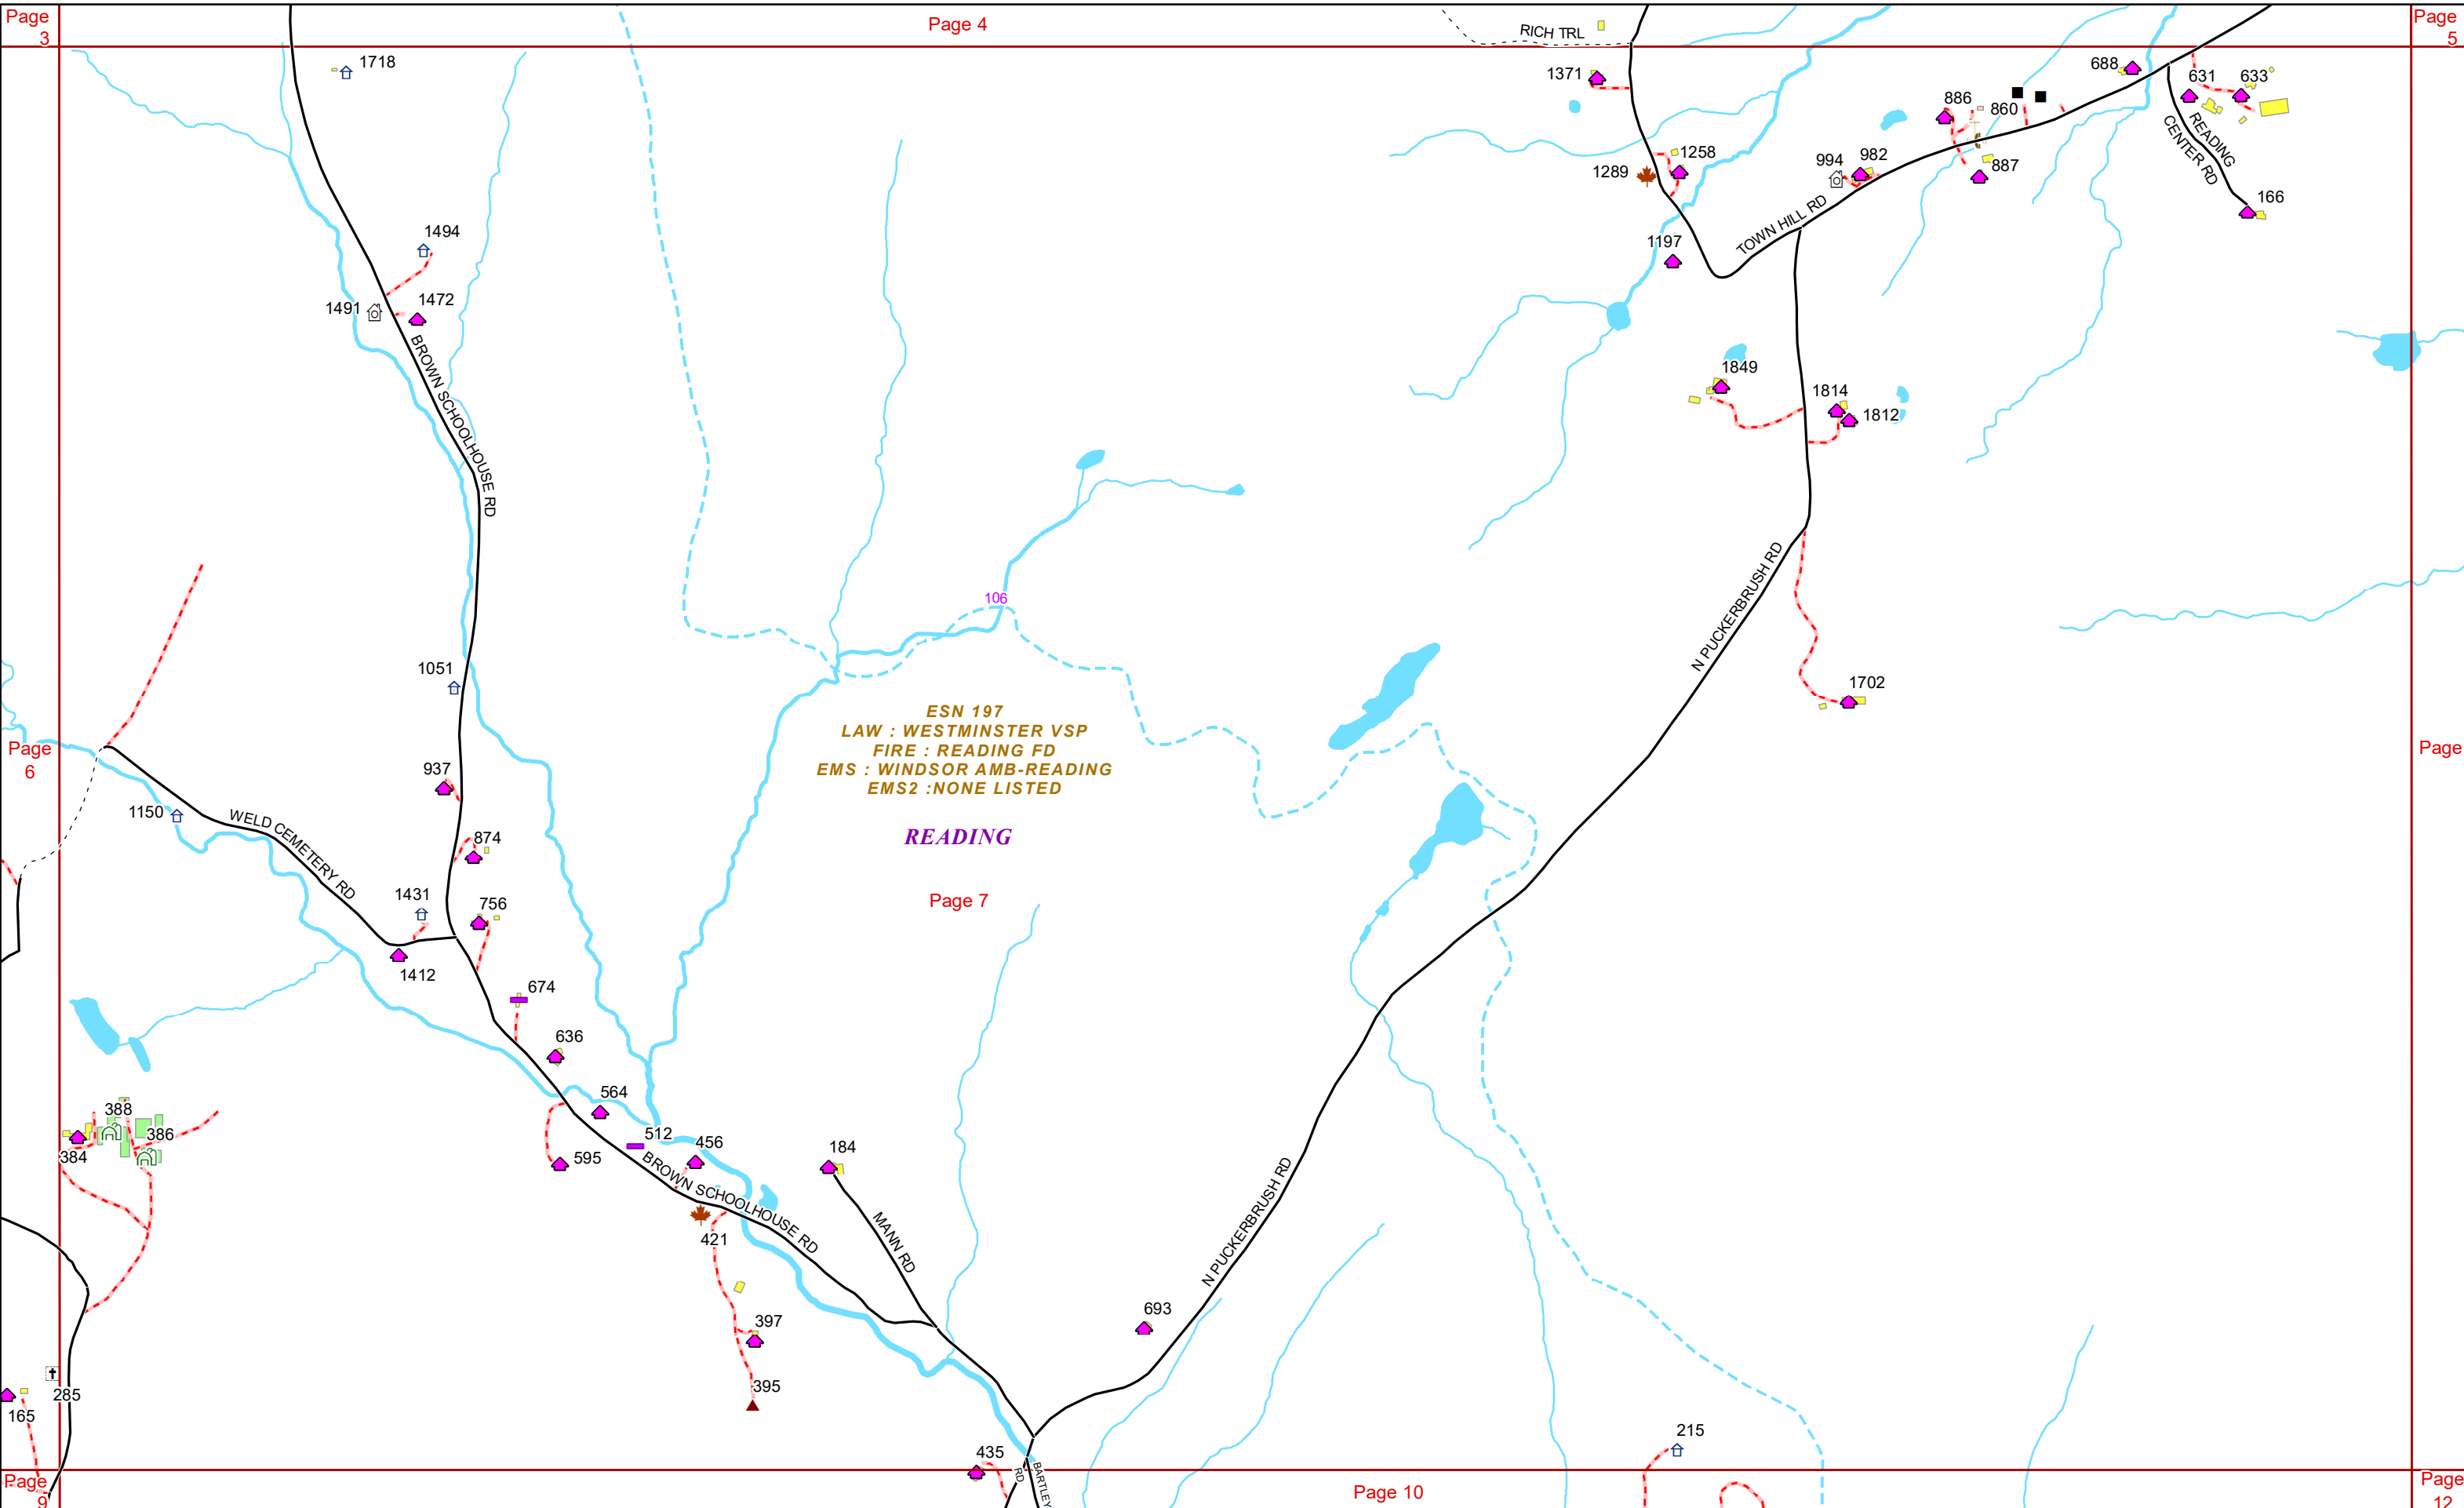 Page
3
Page 4
Page
5
RICH TRL
1718
1371
688
631
633
886
860
1258
1289
994
982
887
READING
CENTER RD
166
1494
TOWN HILL RD
1197
1491
1472
BROWN SCHOOLHOUSE RD
1849
1814
1812
N PUCKERBRUSH RD
106
1051
1702
ESN 197
LAW : WESTMINSTER VSP
FIRE : READING FD
EMS : WINDSOR AMB-READING
EMS2 :NONE LISTED
Page
6
Page
937
1150
WELD CEMETERY RD
READING
874
1431
756
Page 7
1412
674
636
564
388
386
384
512
456
184
595
BROWN SCHOOLHOUSE RD
MANN RD
N PUCKERBRUSH RD
421
693
397
285
395
165
215
435
RD
BARTLEY
Page
9
Page 10
Page
12